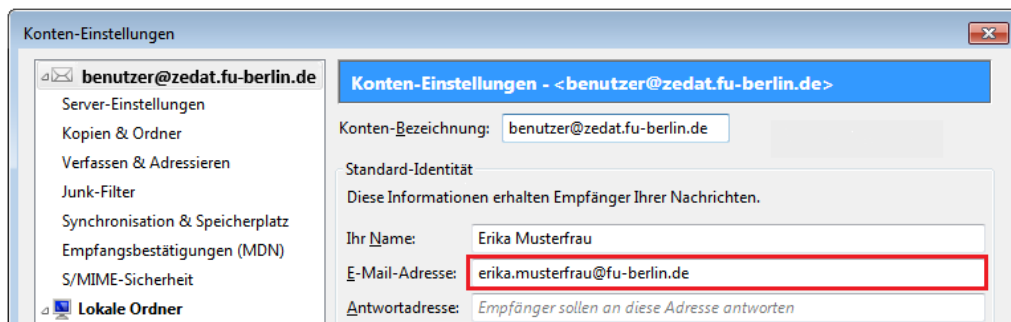 Konten-Einstellungen
benutzer@zedat.fu-berlin.de
Server-Einstellungen
Kopien & Ordner
Verfassen & Adressieren
Junk-Filter
Synchronisation & Speicherplatz
Empfangsbestätigungen (MDN)
S/MIME-Sicherheit
Lokale Ordner
Konten-Einstellungen - <benutzer@zedat.fu-berlin.de>
Konten-Bezeichnung: benutzer@zedat.fu-berlin.de
Standard-Identität
Diese Informationen erhalten Empfänger Ihrer Nachrichten.
Ihr Name: Erika Musterfrau
E-Mail-Adresse: erika.musterfrau@fu-berlin.de
Antwortadresse: Empfänger sollen an diese Adresse antworten